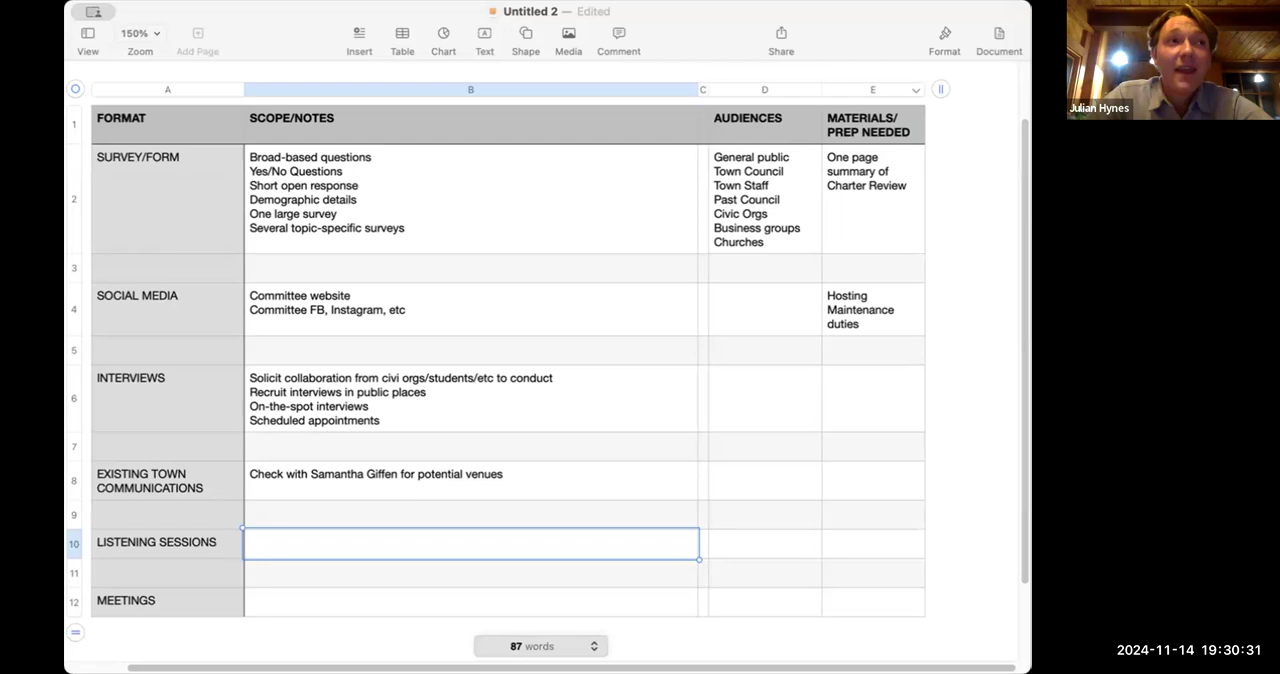 Untitled 2 — Edited
150%
View
Zoom
Add Page
Insert
Table
Chart
Text
Shape
Media
Comment
Share
Format
Document
A
B
C
D
E
1
FORMAT
SCOPE/NOTES
AUDIENCES
MATERIALS/
PREP NEEDED
2
SURVEY/FORM
Broad-based questions
Yes/No Questions
Short open response
Demographic details
One large survey
Several topic-specific surveys
General public
Town Council
Town Staff
Past Council
Civic Orgs
Business groups
Churches
One page
summary of
Charter Review
3
4
SOCIAL MEDIA
Committee website
Committee FB, Instagram, etc
Hosting
Maintenance
duties
5
6
INTERVIEWS
Solicit collaboration from civi orgs/students/etc to conduct
Recruit interviews in public places
On-the-spot interviews
Scheduled appointments
7
8
EXISTING TOWN
COMMUNICATIONS
Check with Samantha Giffen for potential venues
9
10
LISTENING SESSIONS
11
12
MEETINGS
87 words
Julian Hynes
2024-11-14 19:30:31